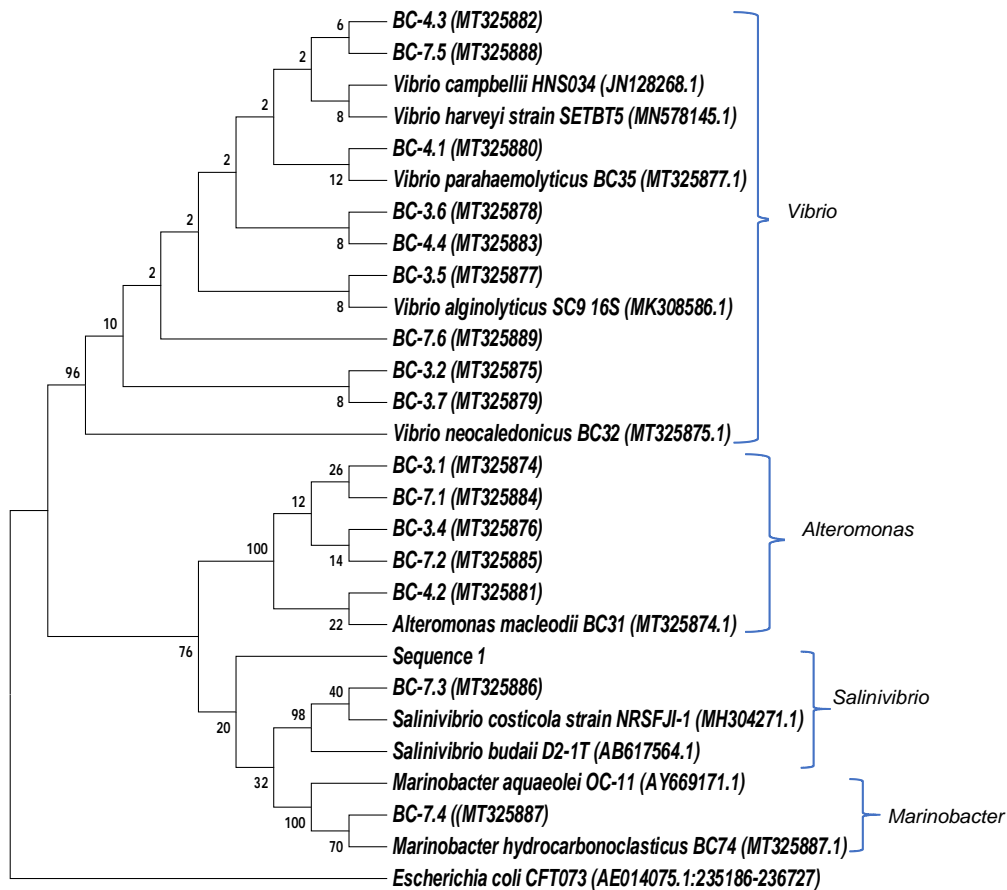 BC-4.3 (MT325882)
6
BC-7.5 (MT325888)
2
Vibrio campbellii HNS034 (JN128268.1)
2
Vibrio harveyi strain SETBT5 (MN578145.1)
8
BC-4.1 (MT325880)
2
Vibrio parahaemolyticus BC35 (MT325877.1)
12
BC-3.6 (MT325878)
Vibrio
2
BC-4.4 (MT325883)
8
BC-3.5 (MT325877)
2
Vibrio alginolyticus SC9 16S (MK308586.1)
8
10
BC-7.6 (MT325889)
96
BC-3.2 (MT325875)
BC-3.7 (MT325879)
8
Vibrio neocaledonicus BC32 (MT325875.1)
26
BC-3.1 (MT325874)
12
BC-7.1 (MT325884)
BC-3.4 (MT325876)
Alteromonas
100
14
BC-7.2 (MT325885)
BC-4.2 (MT325881)
22
Alteromonas macleodii BC31 (MT325874.1)
76
Sequence 1
40
BC-7.3 (MT325886)
Salinivibrio
98
Salinivibrio costicola strain NRSFJI-1 (MH304271.1)
20
Salinivibrio budaii D2-1T (AB617564.1)
32
Marinobacter aquaeolei OC-11 (AY669171.1)
100
BC-7.4 ((MT325887)
Marinobacter
70
Marinobacter hydrocarbonoclasticus BC74 (MT325887.1)
Escherichia coli CFT073 (AE014075.1:235186-236727)